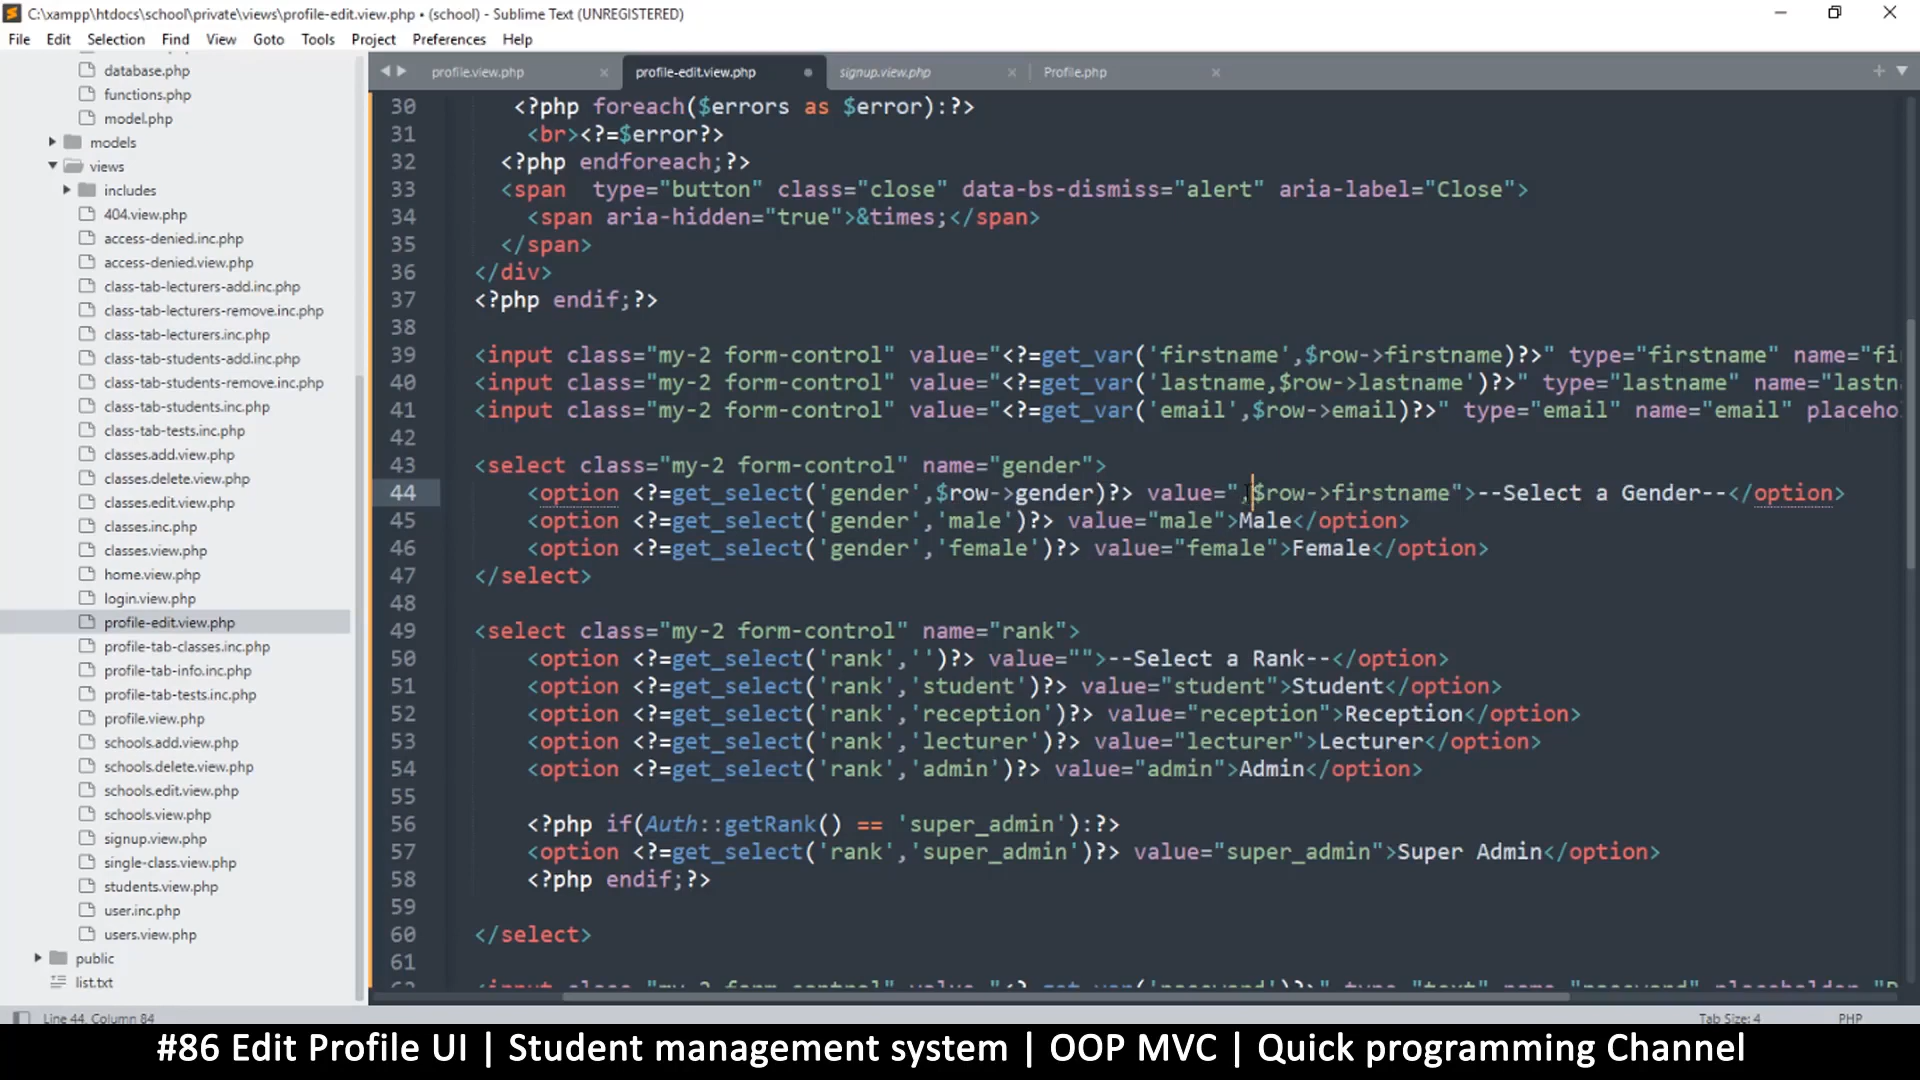 C:\xampp\htdocs\school\private\views\profile-edit.view.php • (school) - Sublime Text (UNREGISTERED)
File Edit Selection Find View Goto Tools Project Preferences Help
database.php
functions.php
model.php
models
views
includes
404.view.php
access-denied.inc.php
access-denied.view.php
class-tab-lecturers-add.inc.php
class-tab-lecturers-remove.inc.php
class-tab-lecturers.inc.php
class-tab-students-add.inc.php
class-tab-students-remove.inc.php
class-tab-students.inc.php
class-tab-tests.inc.php
classes.add.view.php
classes.delete.view.php
classes.edit.view.php
classes.inc.php
classes.view.php
home.view.php
login.view.php
profile-edit.view.php
profile-tab-classes.inc.php
profile-tab-info.inc.php
profile-tab-tests.inc.php
profile.view.php
schools.add.view.php
schools.delete.view.php
schools.edit.view.php
schools.view.php
signup.view.php
single-class.view.php
students.view.php
user.inc.php
users.view.php
public
list.txt
profile.view.php profile-edit.view.php signup.view.php Profile.php
30 <?php foreach($errors as $error):?>
31 <br><?=$error?>
32 <?php endforeach;?>
33 <span  type="button" class="close" data-bs-dismiss="alert" aria-label="Close">
34 <span aria-hidden="true">&times;</span>
35 </span>
36 </div>
37 <?php endif;?>
38
39 <input class="my-2 form-control" value="<?=get_var('firstname',$row->firstname)?>" type="firstname" name="fi
40 <input class="my-2 form-control" value="<?=get_var('lastname,$row->lastname')?>" type="lastname" name="lastn
41 <input class="my-2 form-control" value="<?=get_var('email',$row->email)?>" type="email" name="email" placeho
42
43 <select class="my-2 form-control" name="gender">
44 <option <?=get_select('gender',$row->gender)?> value=",$row->firstname">--Select a Gender--</option>
45 <option <?=get_select('gender','male')?> value="male">Male</option>
46 <option <?=get_select('gender','female')?> value="female">Female</option>
47 </select>
48
49 <select class="my-2 form-control" name="rank">
50 <option <?=get_select('rank','')?> value="">--Select a Rank--</option>
51 <option <?=get_select('rank','student')?> value="student">Student</option>
52 <option <?=get_select('rank','reception')?> value="reception">Reception</option>
53 <option <?=get_select('rank','lecturer')?> value="lecturer">Lecturer</option>
54 <option <?=get_select('rank','admin')?> value="admin">Admin</option>
55
56 <?php if(Auth::getRank() == 'super_admin'):?>
57 <option <?=get_select('rank','super_admin')?> value="super_admin">Super Admin</option>
58 <?php endif;?>
59
60 </select>
61
Line 44, Column 84 Tab Size: 4 PHP
#86 Edit Profile UI | Student management system | OOP MVC | Quick programming Channel